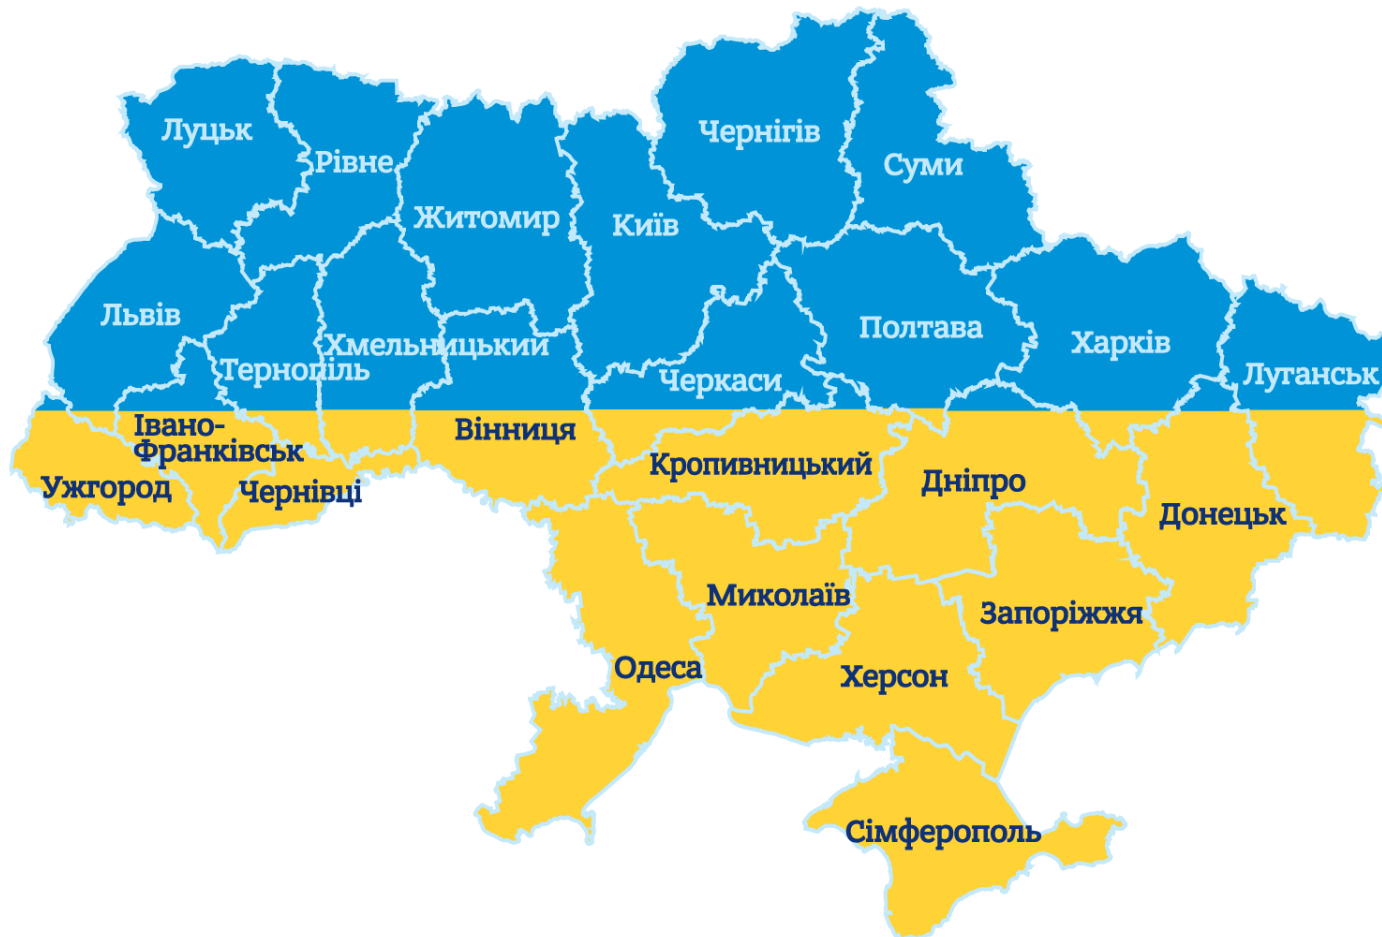 Луцьк
Рівне
Чернігів
Суми
Житомир
Київ
Львів
Тернопіль
Хмельницький
Черкаси
Полтава
Харків
Луганськ
Івано-
Франківськ
Вінниця
Кропивницький
Дніпро
Ужгород
Чернівці
Донецьк
Миколаїв
Запоріжжя
Одеса
Херсон
Сімферополь